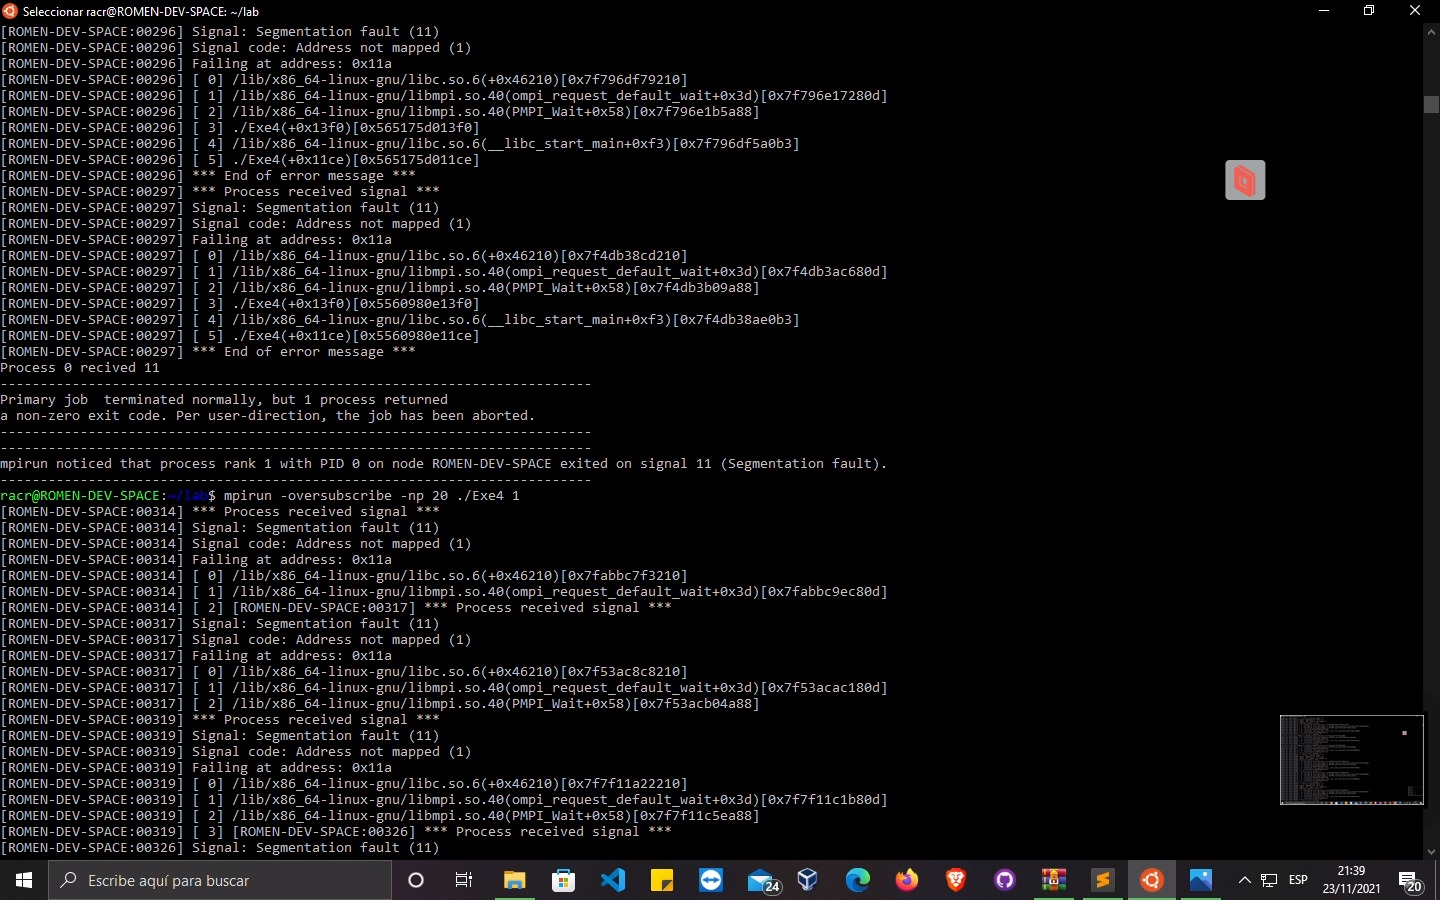 Seleccionar racr@ROMEN-DEV-SPACE: ~/lab
[ROMEN-DEV-SPACE:00296] Signal: Segmentation fault (11)
[ROMEN-DEV-SPACE:00296] Signal code: Address not mapped (1)
[ROMEN-DEV-SPACE:00296] Failing at address: 0x11a
[ROMEN-DEV-SPACE:00296] [ 0] /lib/x86_64-linux-gnu/libc.so.6(+0x46210)[0x7f796df79210]
[ROMEN-DEV-SPACE:00296] [ 1] /lib/x86_64-linux-gnu/libmpi.so.40(ompi_request_default_wait+0x3d)[0x7f796e17280d]
[ROMEN-DEV-SPACE:00296] [ 2] /lib/x86_64-linux-gnu/libmpi.so.40(PMPI_Wait+0x58)[0x7f796e1b5a88]
[ROMEN-DEV-SPACE:00296] [ 3] ./Exe4(+0x13f0)[0x565175d013f0]
[ROMEN-DEV-SPACE:00296] [ 4] /lib/x86_64-linux-gnu/libc.so.6(__libc_start_main+0xf3)[0x7f796df5a0b3]
[ROMEN-DEV-SPACE:00296] [ 5] ./Exe4(+0x11ce)[0x565175d011ce]
[ROMEN-DEV-SPACE:00296] *** End of error message ***
[ROMEN-DEV-SPACE:00297] *** Process received signal ***
[ROMEN-DEV-SPACE:00297] Signal: Segmentation fault (11)
[ROMEN-DEV-SPACE:00297] Signal code: Address not mapped (1)
[ROMEN-DEV-SPACE:00297] Failing at address: 0x11a
[ROMEN-DEV-SPACE:00297] [ 0] /lib/x86_64-linux-gnu/libc.so.6(+0x46210)[0x7f4db38cd210]
[ROMEN-DEV-SPACE:00297] [ 1] /lib/x86_64-linux-gnu/libmpi.so.40(ompi_request_default_wait+0x3d)[0x7f4db3ac680d]
[ROMEN-DEV-SPACE:00297] [ 2] /lib/x86_64-linux-gnu/libmpi.so.40(PMPI_Wait+0x58)[0x7f4db3b09a88]
[ROMEN-DEV-SPACE:00297] [ 3] ./Exe4(+0x13f0)[0x5560980e13f0]
[ROMEN-DEV-SPACE:00297] [ 4] /lib/x86_64-linux-gnu/libc.so.6(__libc_start_main+0xf3)[0x7f4db38ae0b3]
[ROMEN-DEV-SPACE:00297] [ 5] ./Exe4(+0x11ce)[0x5560980e11ce]
[ROMEN-DEV-SPACE:00297] *** End of error message ***
Process 0 recived 11
--------------------------------------------------------------------------
Primary job  terminated normally, but 1 process returned
a non-zero exit code. Per user-direction, the job has been aborted.
--------------------------------------------------------------------------
--------------------------------------------------------------------------
mpirun noticed that process rank 1 with PID 0 on node ROMEN-DEV-SPACE exited on signal 11 (Segmentation fault).
--------------------------------------------------------------------------
racr@ROMEN-DEV-SPACE:~/lab$ mpirun -oversubscribe -np 20 ./Exe4 1
[ROMEN-DEV-SPACE:00314] *** Process received signal ***
[ROMEN-DEV-SPACE:00314] Signal: Segmentation fault (11)
[ROMEN-DEV-SPACE:00314] Signal code: Address not mapped (1)
[ROMEN-DEV-SPACE:00314] Failing at address: 0x11a
[ROMEN-DEV-SPACE:00314] [ 0] /lib/x86_64-linux-gnu/libc.so.6(+0x46210)[0x7fabbc7f3210]
[ROMEN-DEV-SPACE:00314] [ 1] /lib/x86_64-linux-gnu/libmpi.so.40(ompi_request_default_wait+0x3d)[0x7fabbc9ec80d]
[ROMEN-DEV-SPACE:00314] [ 2] [ROMEN-DEV-SPACE:00317] *** Process received signal ***
[ROMEN-DEV-SPACE:00317] Signal: Segmentation fault (11)
[ROMEN-DEV-SPACE:00317] Signal code: Address not mapped (1)
[ROMEN-DEV-SPACE:00317] Failing at address: 0x11a
[ROMEN-DEV-SPACE:00317] [ 0] /lib/x86_64-linux-gnu/libc.so.6(+0x46210)[0x7f53ac8c8210]
[ROMEN-DEV-SPACE:00317] [ 1] /lib/x86_64-linux-gnu/libmpi.so.40(ompi_request_default_wait+0x3d)[0x7f53acac180d]
[ROMEN-DEV-SPACE:00317] [ 2] /lib/x86_64-linux-gnu/libmpi.so.40(PMPI_Wait+0x58)[0x7f53acb04a88]
[ROMEN-DEV-SPACE:00319] *** Process received signal ***
[ROMEN-DEV-SPACE:00319] Signal: Segmentation fault (11)
[ROMEN-DEV-SPACE:00319] Signal code: Address not mapped (1)
[ROMEN-DEV-SPACE:00319] Failing at address: 0x11a
[ROMEN-DEV-SPACE:00319] [ 0] /lib/x86_64-linux-gnu/libc.so.6(+0x46210)[0x7f7f11a22210]
[ROMEN-DEV-SPACE:00319] [ 1] /lib/x86_64-linux-gnu/libmpi.so.40(ompi_request_default_wait+0x3d)[0x7f7f11c1b80d]
[ROMEN-DEV-SPACE:00319] [ 2] /lib/x86_64-linux-gnu/libmpi.so.40(PMPI_Wait+0x58)[0x7f7f11c5ea88]
[ROMEN-DEV-SPACE:00319] [ 3] [ROMEN-DEV-SPACE:00326] *** Process received signal ***
[ROMEN-DEV-SPACE:00326] Signal: Segmentation fault (11)
Escribe aquí para buscar
24
ESP
21:39
23/11/2021
20